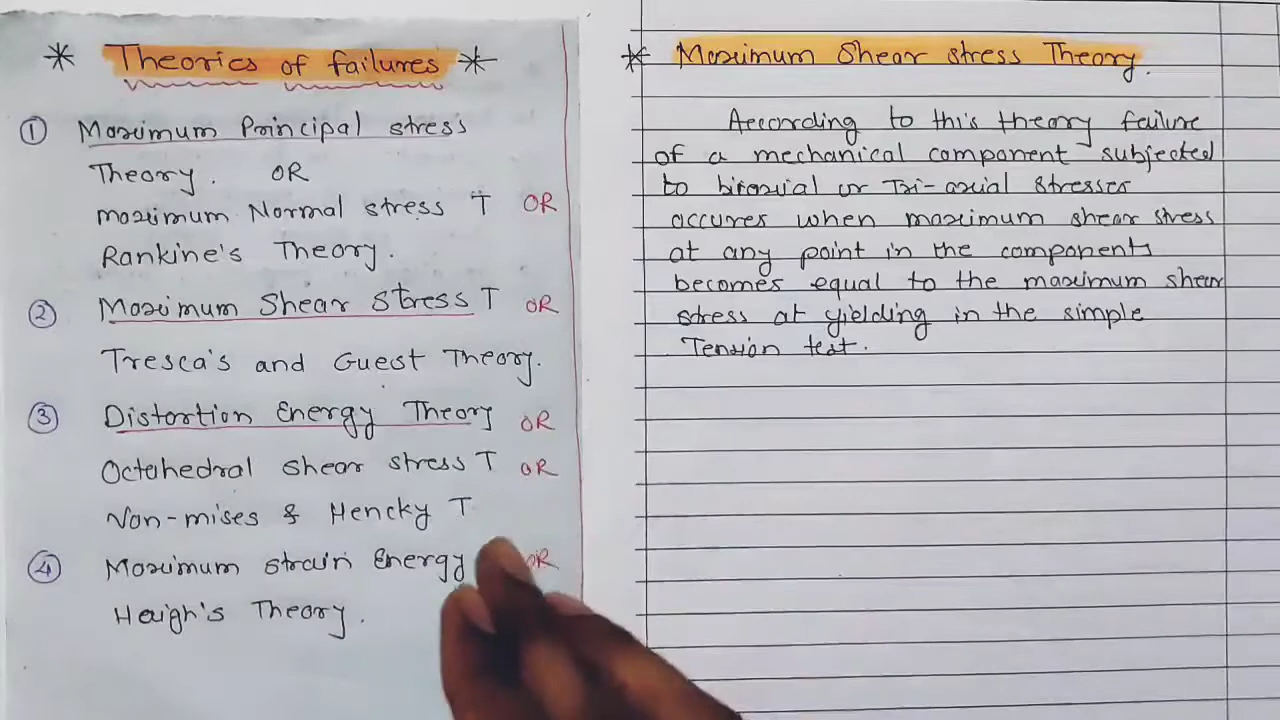 * Theories of failures *
① Maximum Principal stress
Theory. OR
maximum Normal stress T OR
Rankine's Theory.
② Maximum Shear Stress T OR
Tresca's and Guest Theory.
③ Distortion Energy Theory OR
Octahedral shear stress T OR
Von-mises & Hencky T
④ Maximum strain Energy OR
Heigh's Theory.
* Maximum Shear stress Theory.
According to this theory failure
of a mechanical component subjected
to biaxial or Tri-axial stresses
occures when maximum shear stress
at any point in the components
becomes equal to the maximum shear
stress at yielding in the simple
Tension test.